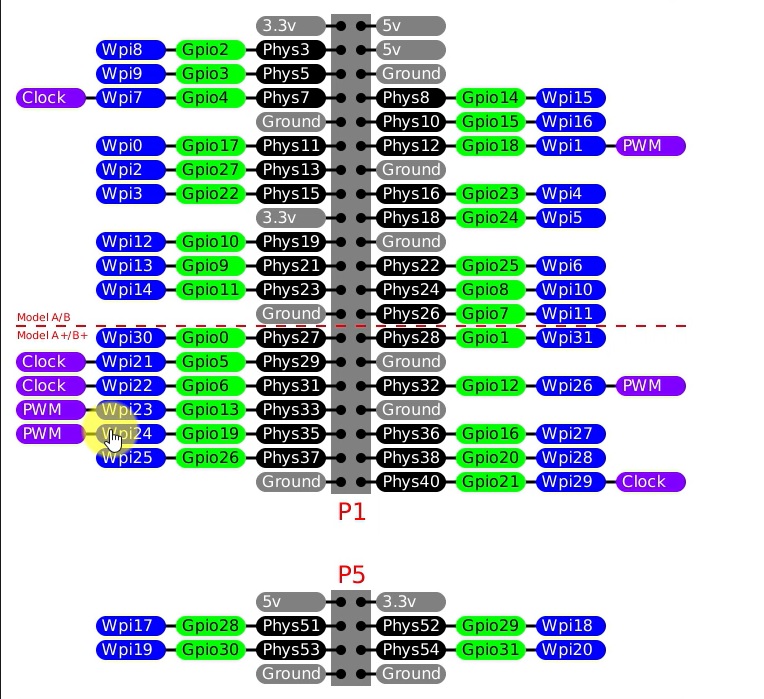 3.3v 5v
Wpi8 Gpio2 Phys3 5v
Wpi9 Gpio3 Phys5 Ground
Clock Wpi7 Gpio4 Phys7 Phys8 Gpio14 Wpi15
Ground Phys10 Gpio15 Wpi16
Wpi0 Gpio17 Phys11 Phys12 Gpio18 Wpi1 PWM
Wpi2 Gpio27 Phys13 Ground
Wpi3 Gpio22 Phys15 Phys16 Gpio23 Wpi4
3.3v Phys18 Gpio24 Wpi5
Wpi12 Gpio10 Phys19 Ground
Wpi13 Gpio9 Phys21 Phys22 Gpio25 Wpi6
Wpi14 Gpio11 Phys23 Phys24 Gpio8 Wpi10
Ground Phys26 Gpio7 Wpi11
Model A/B
Model A+/B+
Wpi30 Gpio0 Phys27 Phys28 Gpio1 Wpi31
Clock Wpi21 Gpio5 Phys29 Ground
Clock Wpi22 Gpio6 Phys31 Phys32 Gpio12 Wpi26 PWM
PWM Wpi23 Gpio13 Phys33 Ground
PWM Wpi24 Gpio19 Phys35 Phys36 Gpio16 Wpi27
Wpi25 Gpio26 Phys37 Phys38 Gpio20 Wpi28
Ground Phys40 Gpio21 Wpi29 Clock
P1
P5
5v 3.3v
Wpi17 Gpio28 Phys51 Phys52 Gpio29 Wpi18
Wpi19 Gpio30 Phys53 Phys54 Gpio31 Wpi20
Ground Ground